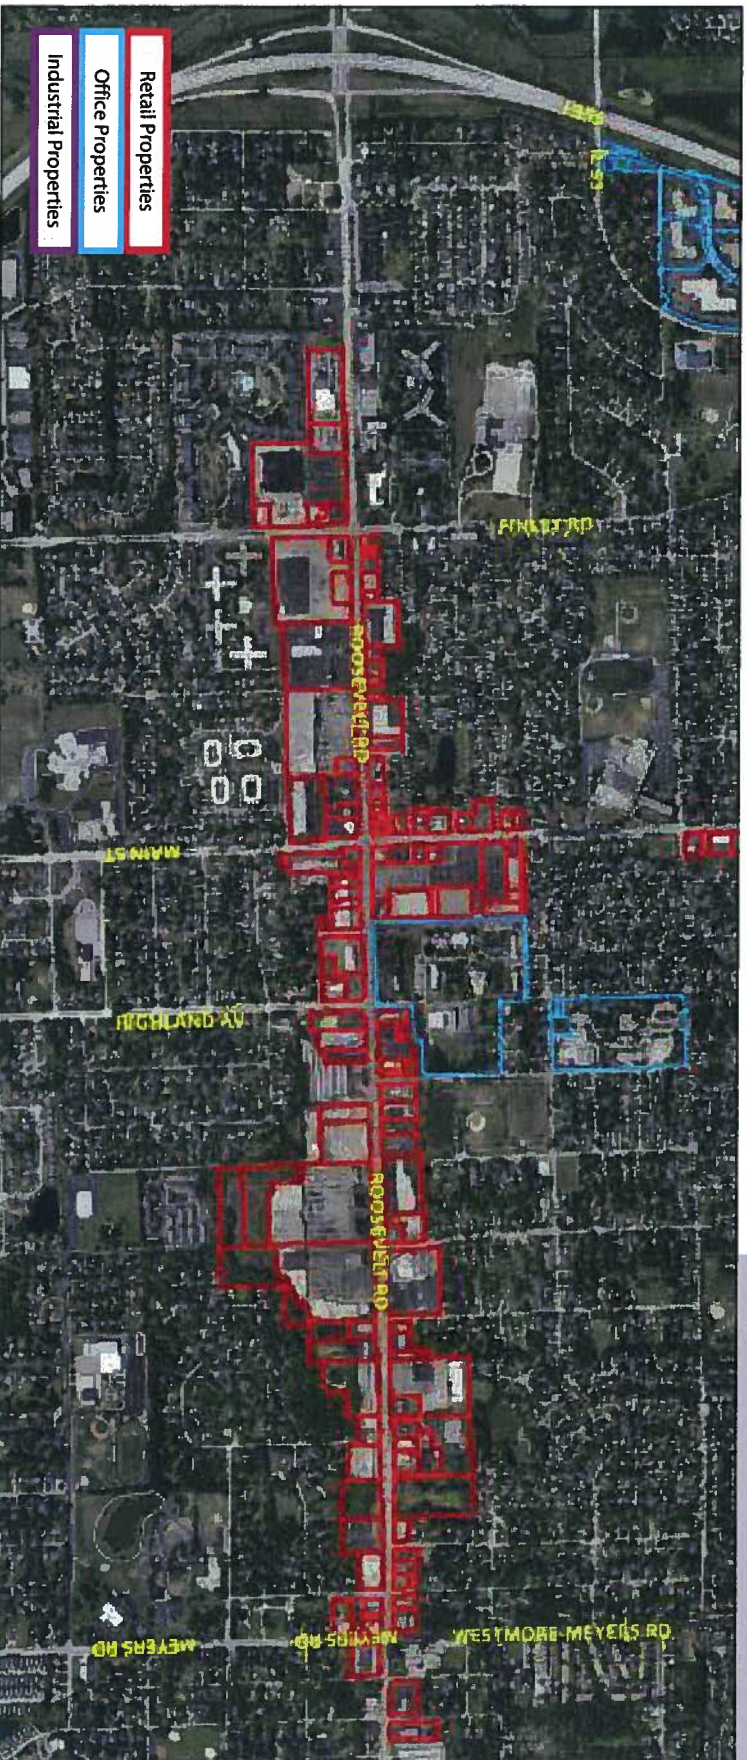 Retail Properties
Office Properties
Industrial Properties
I-355
IL 53
FINLEY RD
ROOSEVELT RD
MAIN ST
HIGHLAND AV
ROOSEVELT RD
MEYERS RD
MEYERS RD
WESTMORE-MEYERS RD